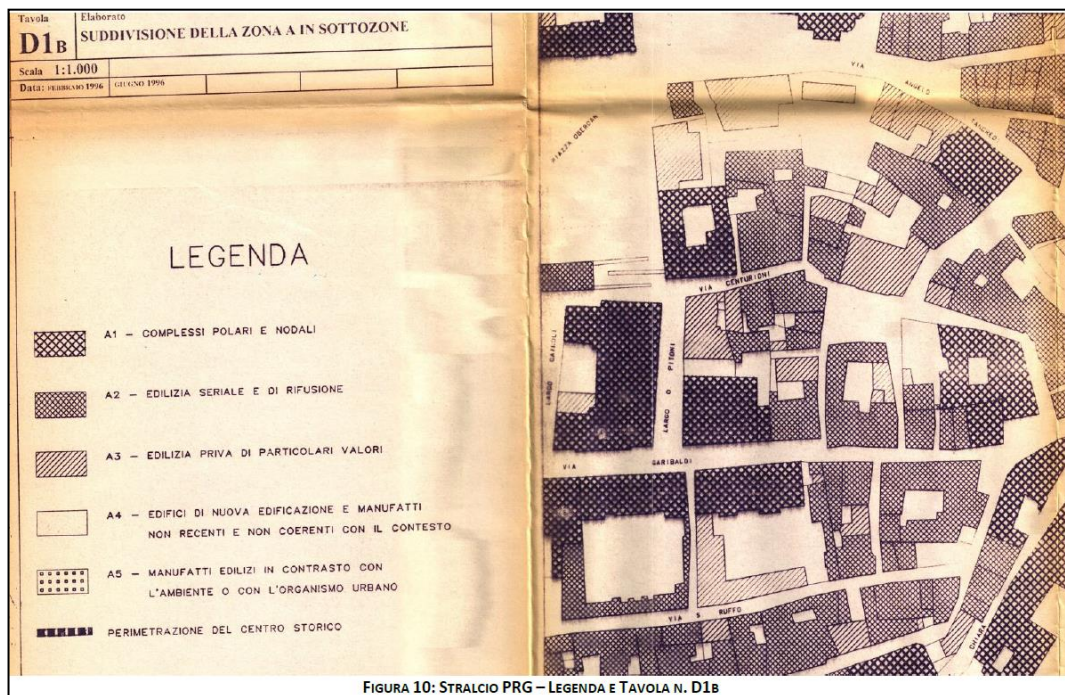 Tavola
D1B
Elaborato
SUDDIVISIONE DELLA ZONA A IN SOTTOZONE
Scala 1:1.000
Data: FEBBRAIO 1996
GIUGNO 1996
LEGENDA
A1 – COMPLESSI POLARI E NODALI
A2 – EDILIZIA SERIALE E DI RIFUSIONE
A3 – EDILIZIA PRIVA DI PARTICOLARI VALORI
A4 – EDIFICI DI NUOVA EDIFICAZIONE E MANUFATTI
NON RECENTI E NON COERENTI CON IL CONTESTO
A5 – MANUFATTI EDILIZI IN CONTRASTO CON
L'AMBIENTE O CON L'ORGANISMO URBANO
PERIMETRAZIONE DEL CENTRO STORICO
VIA ANGELO
PIAZZA OBERDAN
VIA CENTURIONI
LARGO
LARGO O PITONI
VIA GARIBALDI
VIA S RUFFO
CHIARA
FIGURA 10: STRALCIO PRG – LEGENDA E TAVOLA N. D1B